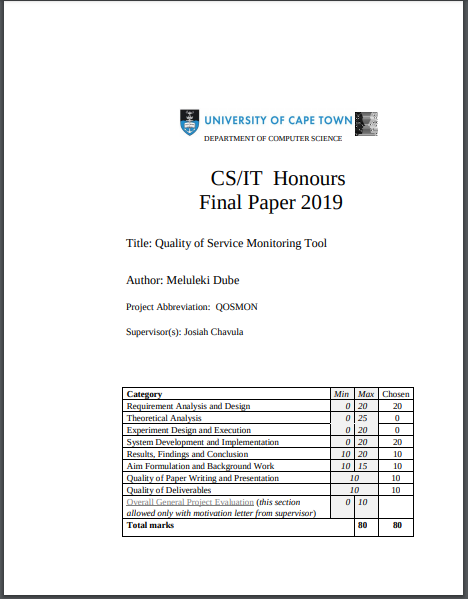 UNIVERSITY OF CAPE TOWN
DEPARTMENT OF COMPUTER SCIENCE
CS/IT Honours
Final Paper 2019
Title: Quality of Service Monitoring Tool
Author: Meluleki Dube
Project Abbreviation: QOSMON
Supervisor(s): Josiah Chavula
Category Min Max Chosen
Requirement Analysis and Design 0 20 20
Theoretical Analysis 0 25 0
Experiment Design and Execution 0 20 0
System Development and Implementation 0 20 20
Results, Findings and Conclusion 10 20 10
Aim Formulation and Background Work 10 15 10
Quality of Paper Writing and Presentation 10 10
Quality of Deliverables 10 10
Overall General Project Evaluation (this section 0 10
allowed only with motivation letter from supervisor)
Total marks 80 80